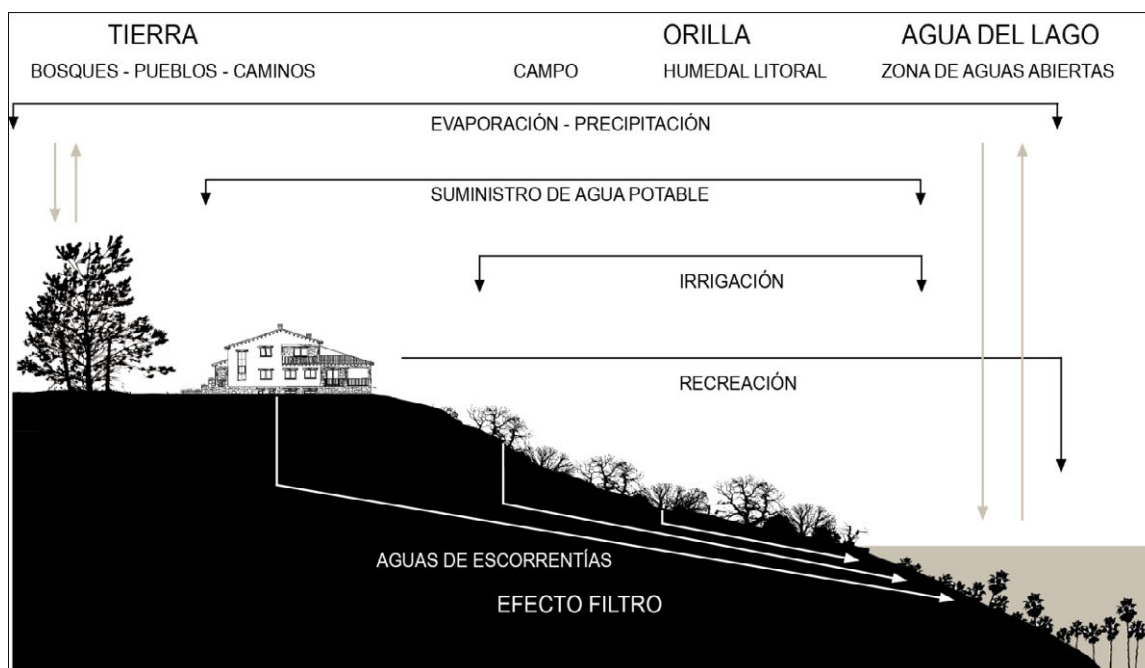 TIERRA
ORILLA
AGUA DEL LAGO
BOSQUES - PUEBLOS - CAMINOS
CAMPO
HUMEDAL LITORAL
ZONA DE AGUAS ABIERTAS
EVAPORACIÓN - PRECIPITACIÓN
SUMINISTRO DE AGUA POTABLE
IRRIGACIÓN
RECREACIÓN
AGUAS DE ESCORRENTÍAS
EFECTO FILTRO